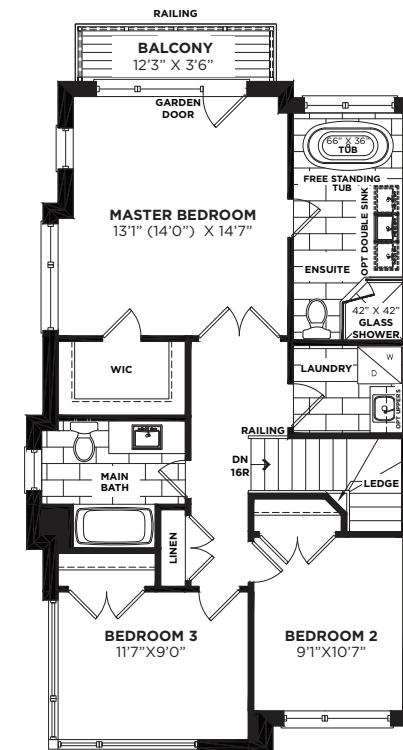 RAILING
BALCONY
12'3" X 3'6"
GARDEN
DOOR
66" X 36"
TUB
FREE STANDING
TUB
OPT DOUBLE SINK
MASTER BEDROOM
13'1" (14'0") X 14'7"
ENSUITE
42" X 42"
GLASS
SHOWER
WIC
LAUNDRY
W
D
OPT UPPERS
RAILING
DN
16R
LEDGE
MAIN
BATH
LINEN
BEDROOM 3
11'7"X9'0"
BEDROOM 2
9'1"X10'7"